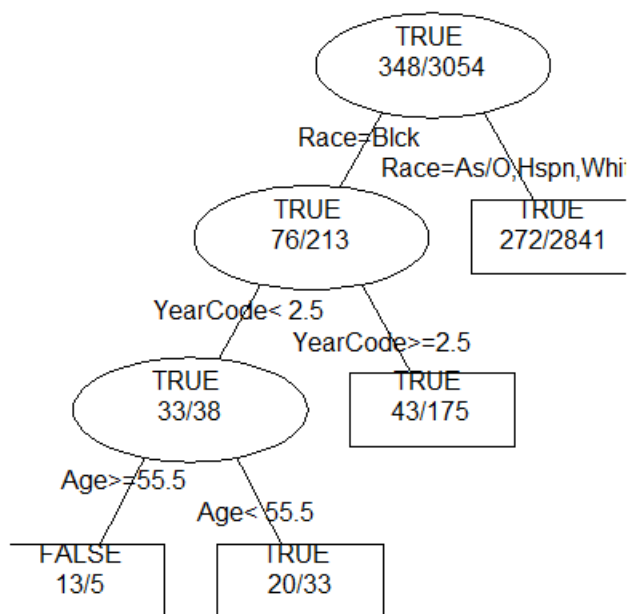 TRUE
348/3054
Race=Blck
Race=As/O,Hspn,Whit
TRUE
76/213
TRUE
272/2841
YearCode< 2.5
YearCode>=2.5
TRUE
33/38
TRUE
43/175
Age>=55.5
Age< 55.5
FALSE
13/5
TRUE
20/33